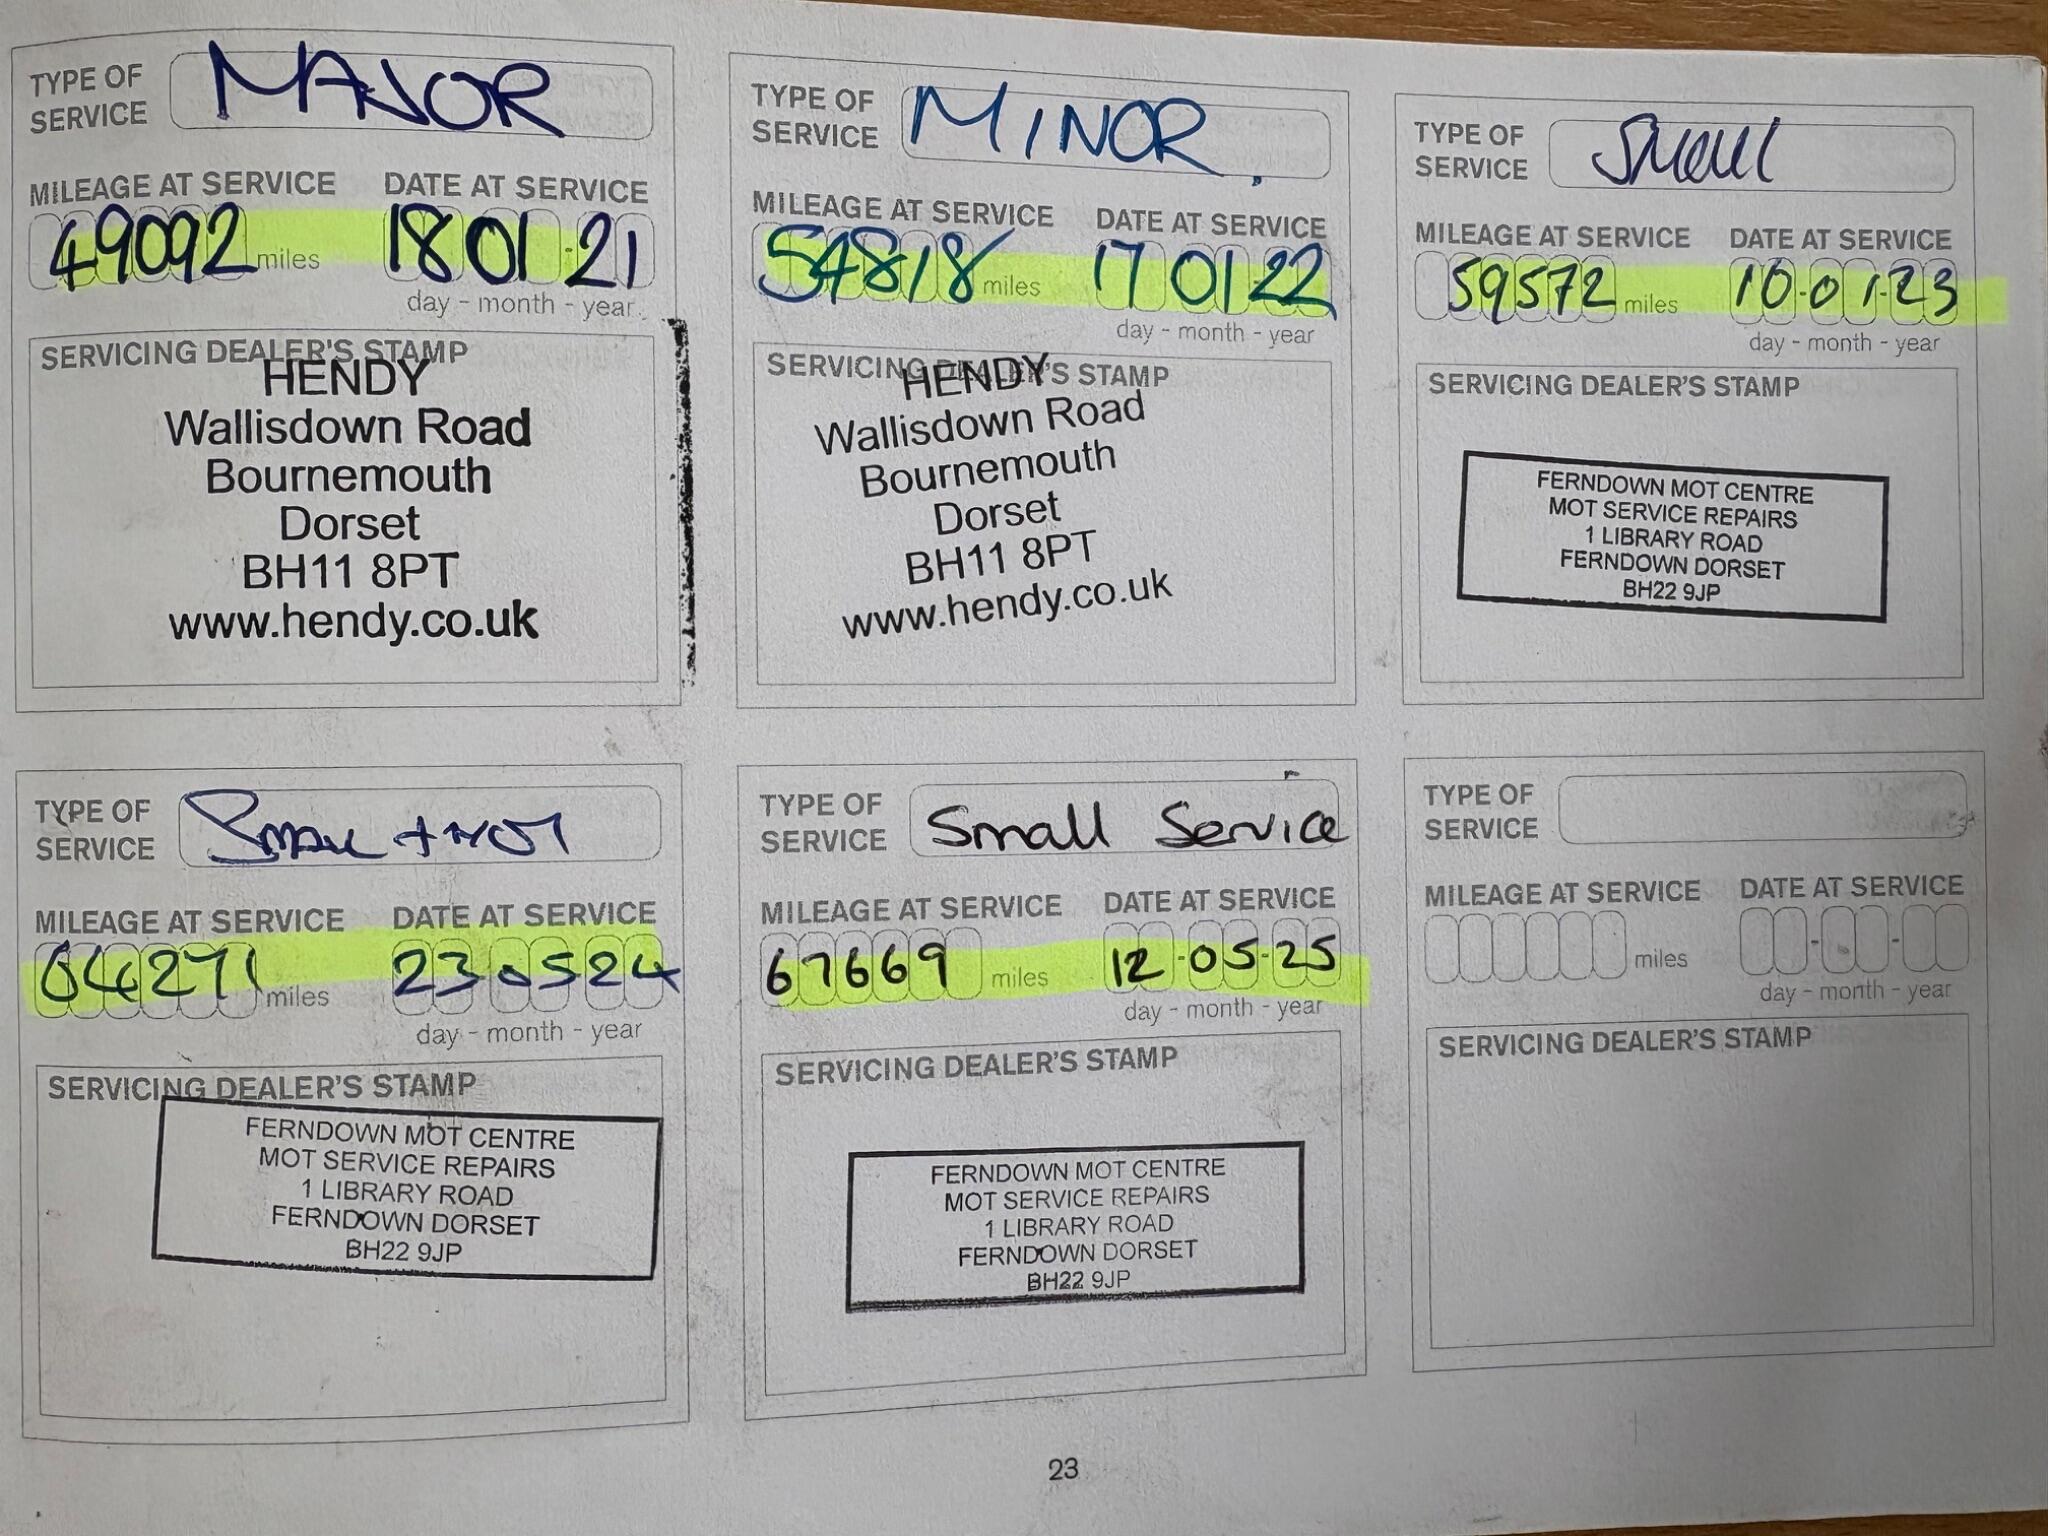 TYPE OF SERVICE MAJOR
MILEAGE AT SERVICE DATE AT SERVICE
49092 miles 18 01-21
day - month - year
SERVICING DEALER'S STAMP
HENDY
Wallisdown Road
Bournemouth
Dorset
BH11 8PT
www.hendy.co.uk
TYPE OF SERVICE MINOR
MILEAGE AT SERVICE DATE AT SERVICE
54818 miles 17 01-22
day - month - year
SERVICING DEALER'S STAMP
HENDY
Wallisdown Road
Bournemouth
Dorset
BH11 8PT
www.hendy.co.uk
TYPE OF SERVICE Small
MILEAGE AT SERVICE DATE AT SERVICE
59572 miles 10-01-23
day - month - year
SERVICING DEALER'S STAMP
FERNDOWN MOT CENTRE
MOT SERVICE REPAIRS
1 LIBRARY ROAD
FERNDOWN DORSET
BH22 9JP
TYPE OF SERVICE Small + MOT
MILEAGE AT SERVICE DATE AT SERVICE
64271 miles 23 05 24
day - month - year
SERVICING DEALER'S STAMP
FERNDOWN MOT CENTRE
MOT SERVICE REPAIRS
1 LIBRARY ROAD
FERNDOWN DORSET
BH22 9JP
TYPE OF SERVICE Small Service
MILEAGE AT SERVICE DATE AT SERVICE
67669 miles 12-05-25
day - month - year
SERVICING DEALER'S STAMP
FERNDOWN MOT CENTRE
MOT SERVICE REPAIRS
1 LIBRARY ROAD
FERNDOWN DORSET
BH22 9JP
TYPE OF SERVICE
MILEAGE AT SERVICE DATE AT SERVICE
miles - -
day - month - year
SERVICING DEALER'S STAMP
23